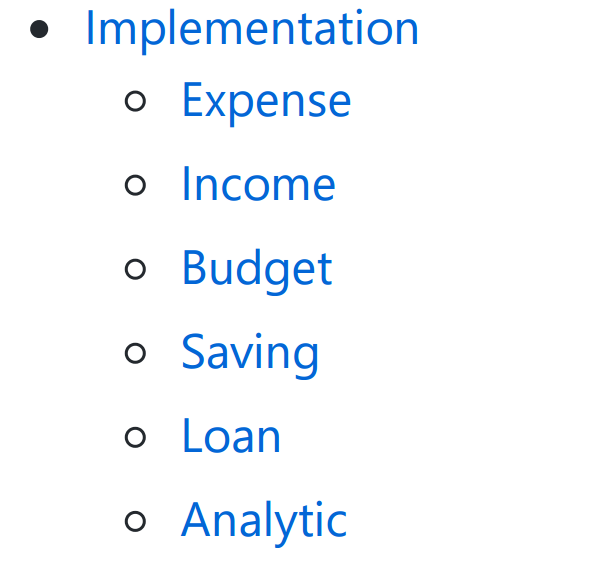 Implementation
Expense
Income
Budget
Saving
Loan
Analytic